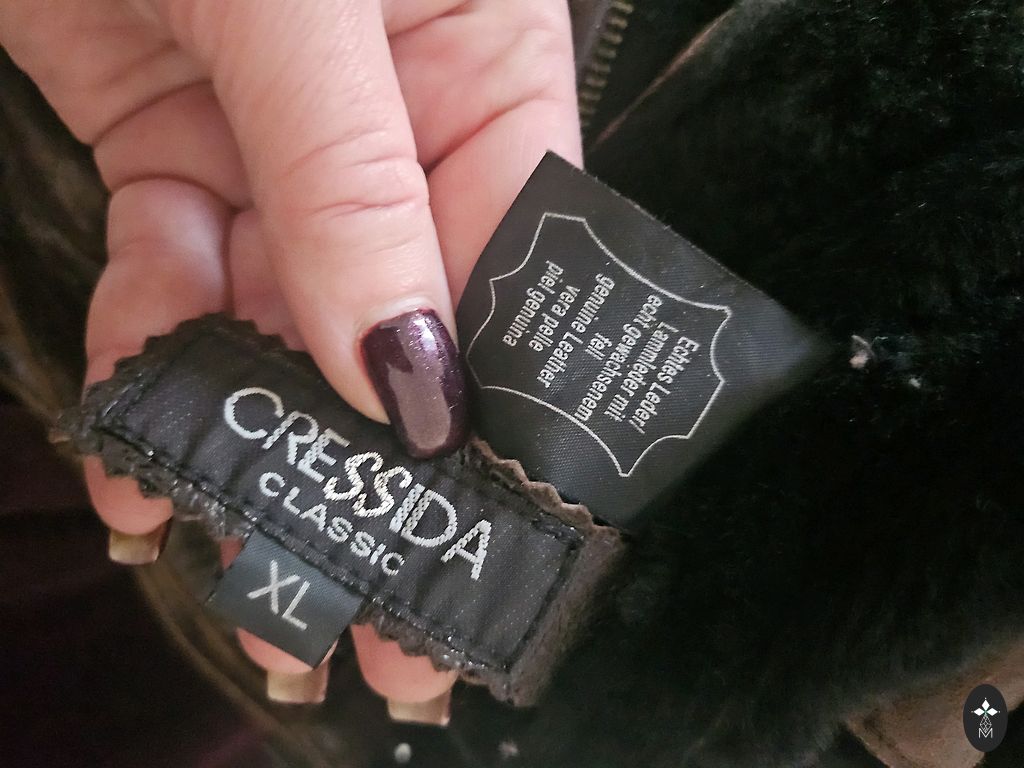 CRESSIDA
CLASSIC
XL
Echtes Leder!
Lammleder mit
echt gewachsenem
fell
genuine Leather
vera pelle
piel genuina
M